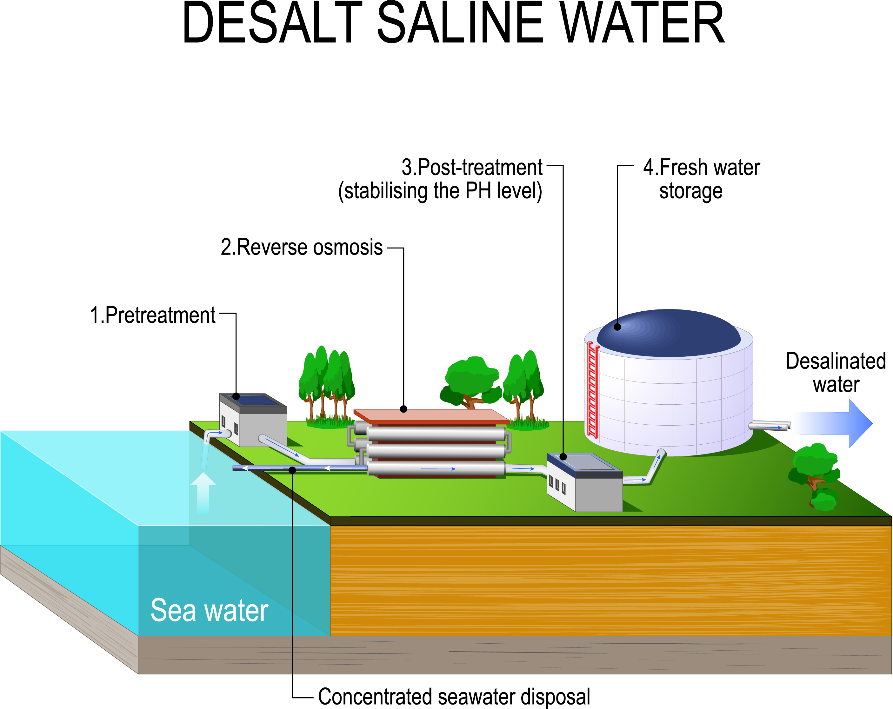 DESALT SALINE WATER
3.Post-treatment
(stabilising the PH level)
4.Fresh water
storage
2.Reverse osmosis
1.Pretreatment
Desalinated
water
Sea water
Concentrated seawater disposal